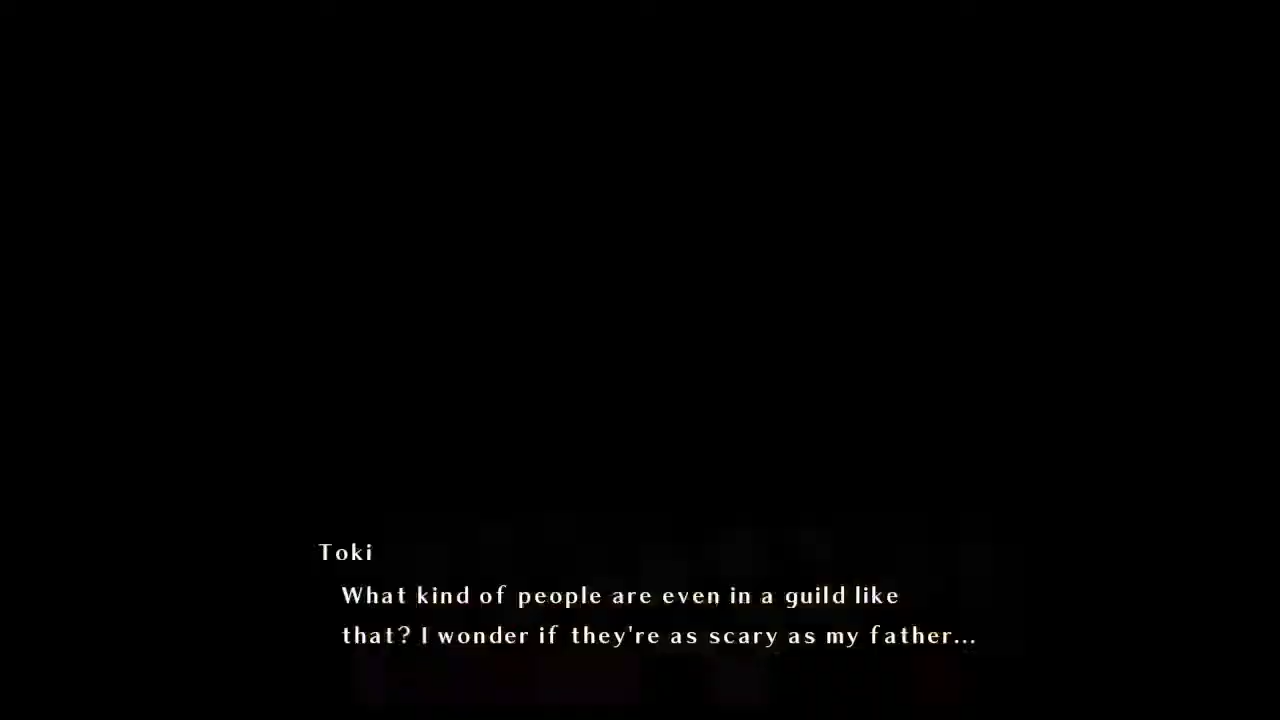 Toki
What kind of people are even in a guild like
that? I wonder if they're as scary as my father...